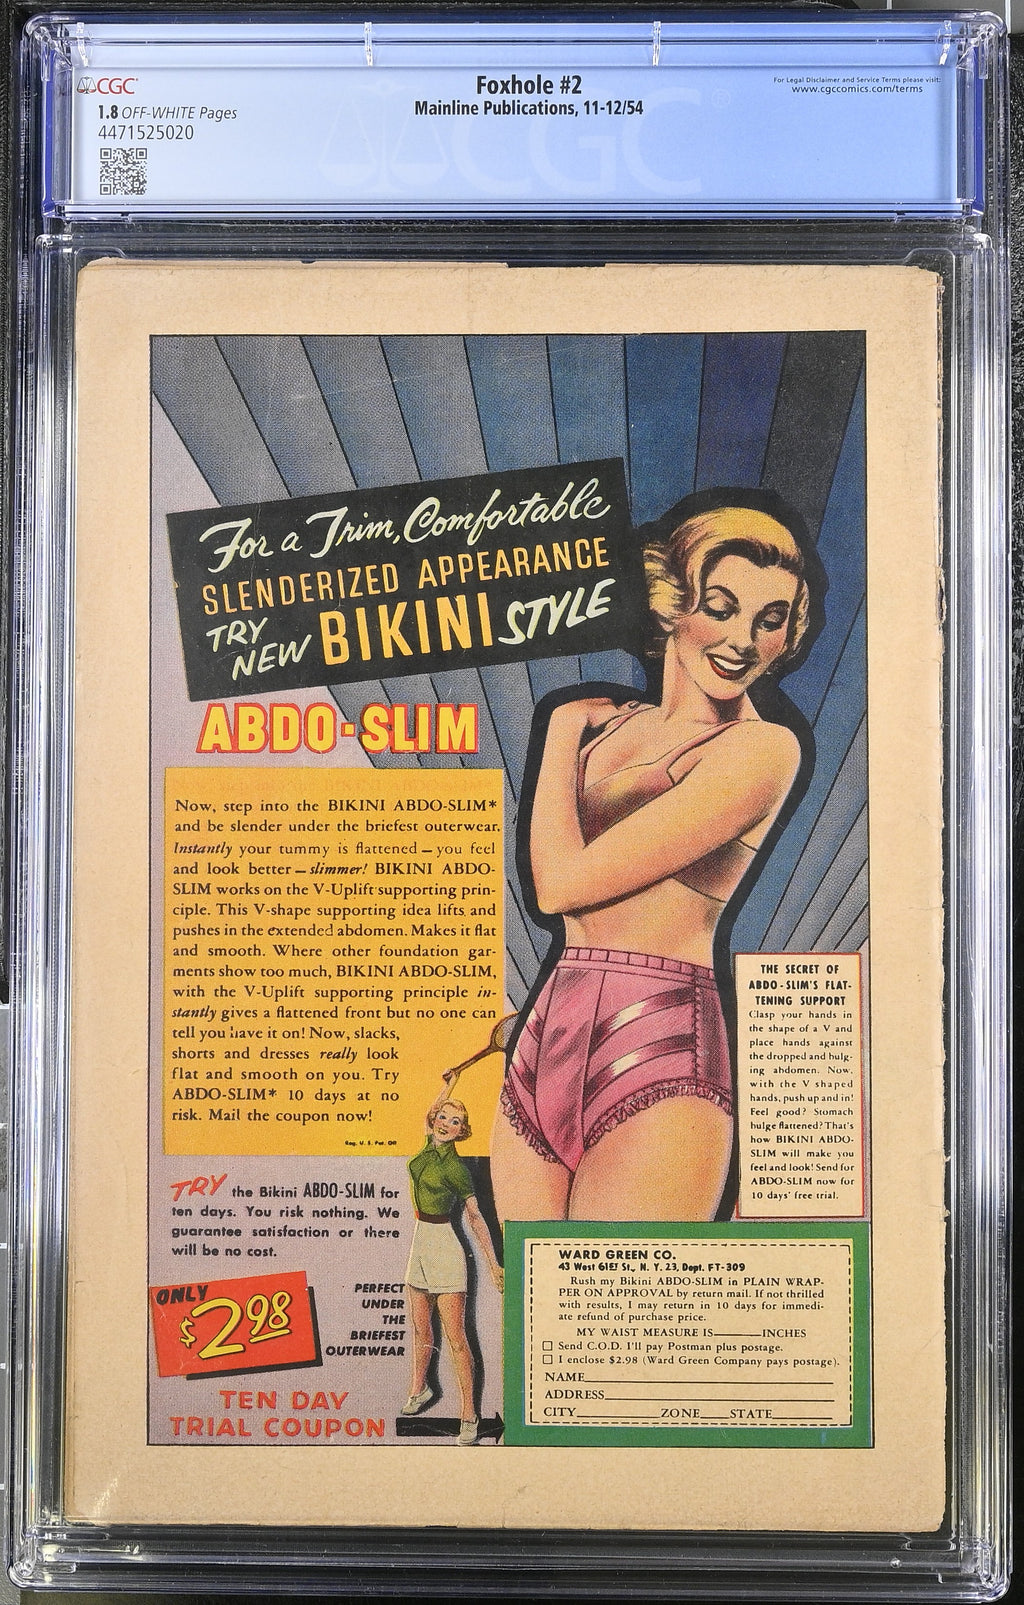 CGC
1.8 OFF-WHITE Pages
4471525020
Foxhole #2
Mainline Publications, 11-12/54
For Legal Disclaimer and Service Terms please visit:
www.cgccomics.com/terms
CGC
For a Trim, Comfortable
SLENDERIZED APPEARANCE
TRY
NEW BIKINI STYLE
ABDO-SLIM
Now, step into the BIKINI ABDO-SLIM*
and be slender under the briefest outerwear.
Instantly your tummy is flattened — you feel
and look better — slimmer! BIKINI ABDO-
SLIM works on the V-Uplift supporting prin-
ciple. This V-shape supporting idea lifts and
pushes in the extended abdomen. Makes it flat
and smooth. Where other foundation gar-
ments show too much, BIKINI ABDO-SLIM,
with the V-Uplift supporting principle in-
stantly gives a flattened front but no one can
tell you have it on! Now, slacks,
shorts and dresses really look
flat and smooth on you. Try
ABDO-SLIM* 10 days at no
risk. Mail the coupon now!
Reg. U. S. Pat. Off
THE SECRET OF
ABDO-SLIM'S FLAT-
TENING SUPPORT
Clasp your hands in
the shape of a V and
place hands against
the dropped and bulg-
ing abdomen. Now,
with the V shaped
hands, push up and in!
Feel good? Stomach
bulge flattened? That's
how BIKINI ABDO-
SLIM will make you
feel and look! Send for
ABDO-SLIM now for
10 days' free trial.
TRY the Bikini ABDO-SLIM for
ten days. You risk nothing. We
guarantee satisfaction or there
will be no cost.
ONLY
$2.98
PERFECT
UNDER
THE
BRIEFEST
OUTERWEAR
TEN DAY
TRIAL COUPON
WARD GREEN CO.
43 West 61st St., N. Y. 23, Dept. FT-309
Rush my Bikini ABDO-SLIM in PLAIN WRAP-
PER ON APPROVAL by return mail. If not thrilled
with results, I may return in 10 days for immedi-
ate refund of purchase price.
MY WAIST MEASURE IS INCHES
Send C.O.D. I'll pay Postman plus postage.
I enclose $2.98 (Ward Green Company pays postage).
NAME
ADDRESS
CITY ZONE STATE